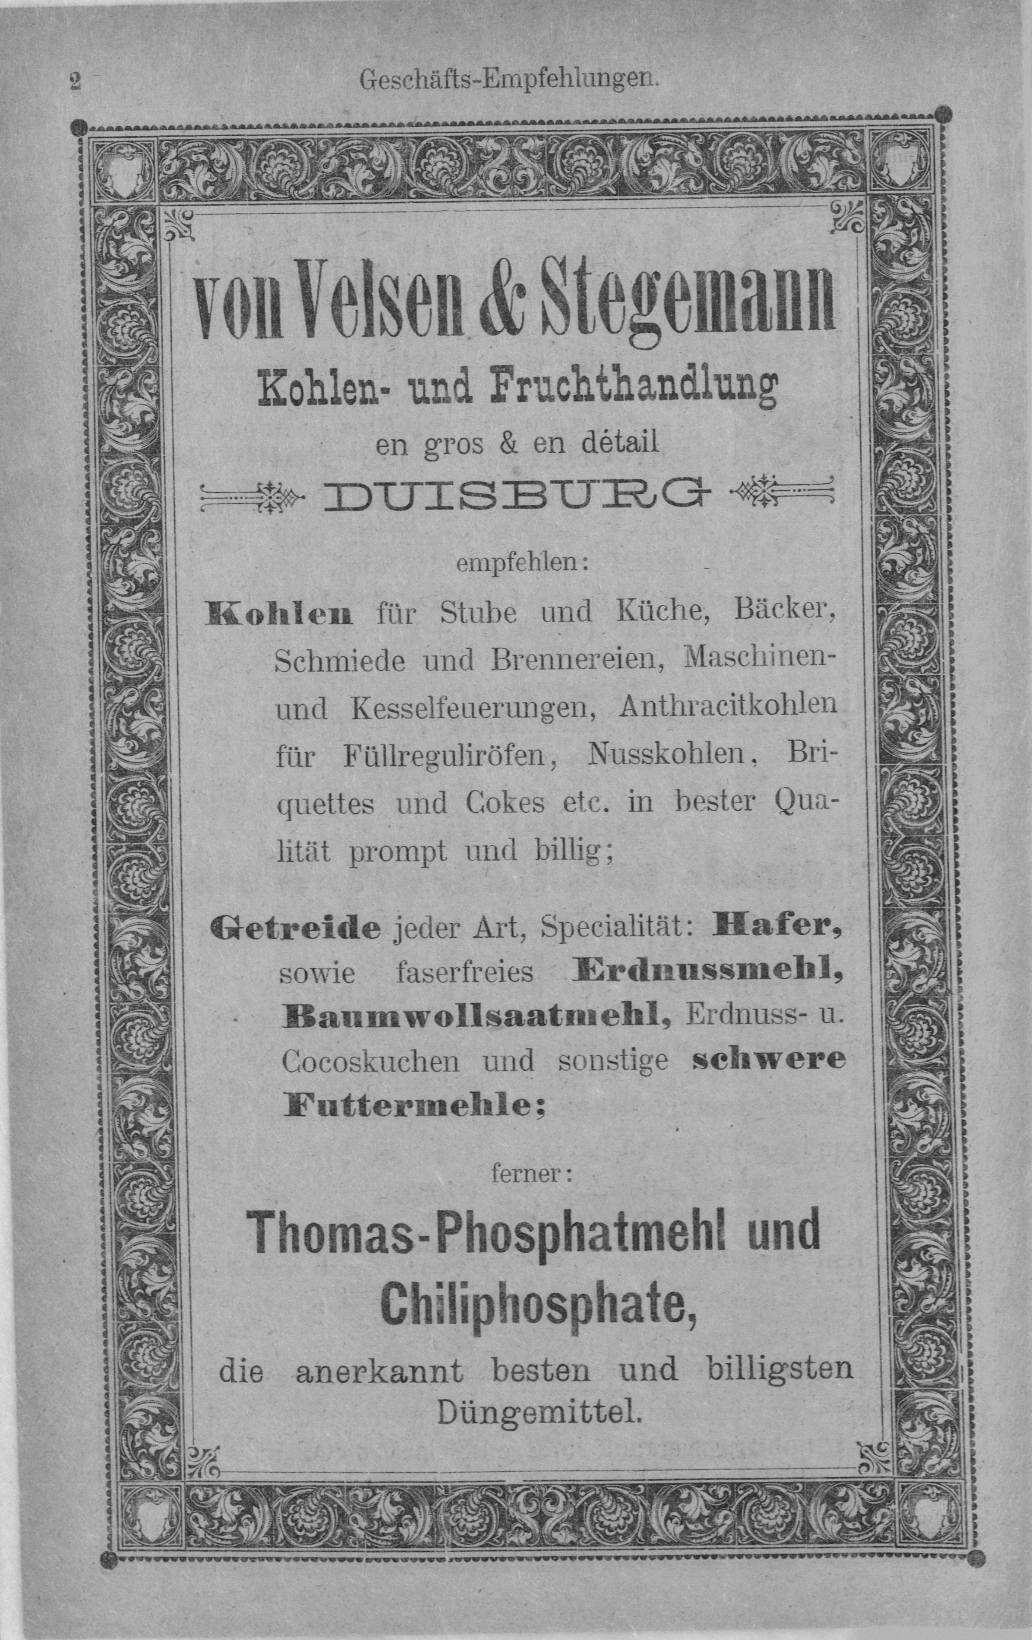 2
Geschäfts-Empfehlungen.
von Velsen & Stegemann
Kohlen- und Fruchthandlung
en gros & en détail
DUISBURG
empfehlen:
Kohlen für Stube und Küche, Bäcker,
Schmiede und Brennereien, Maschinen-
und Kesselfeuerungen, Anthracitkohlen
für Füllreguliröfen, Nusskohlen, Bri-
quettes und Cokes etc. in bester Qua-
lität prompt und billig;
Getreide jeder Art, Specialität: Hafer,
sowie faserfreies Erdnussmehl,
Baumwollsaatmehl, Erdnuss- u.
Cocoskuchen und sonstige schwere
Futtermehle;
ferner:
Thomas-Phosphatmehl und
Chiliphosphate,
die anerkannt besten und billigsten
Düngemittel.